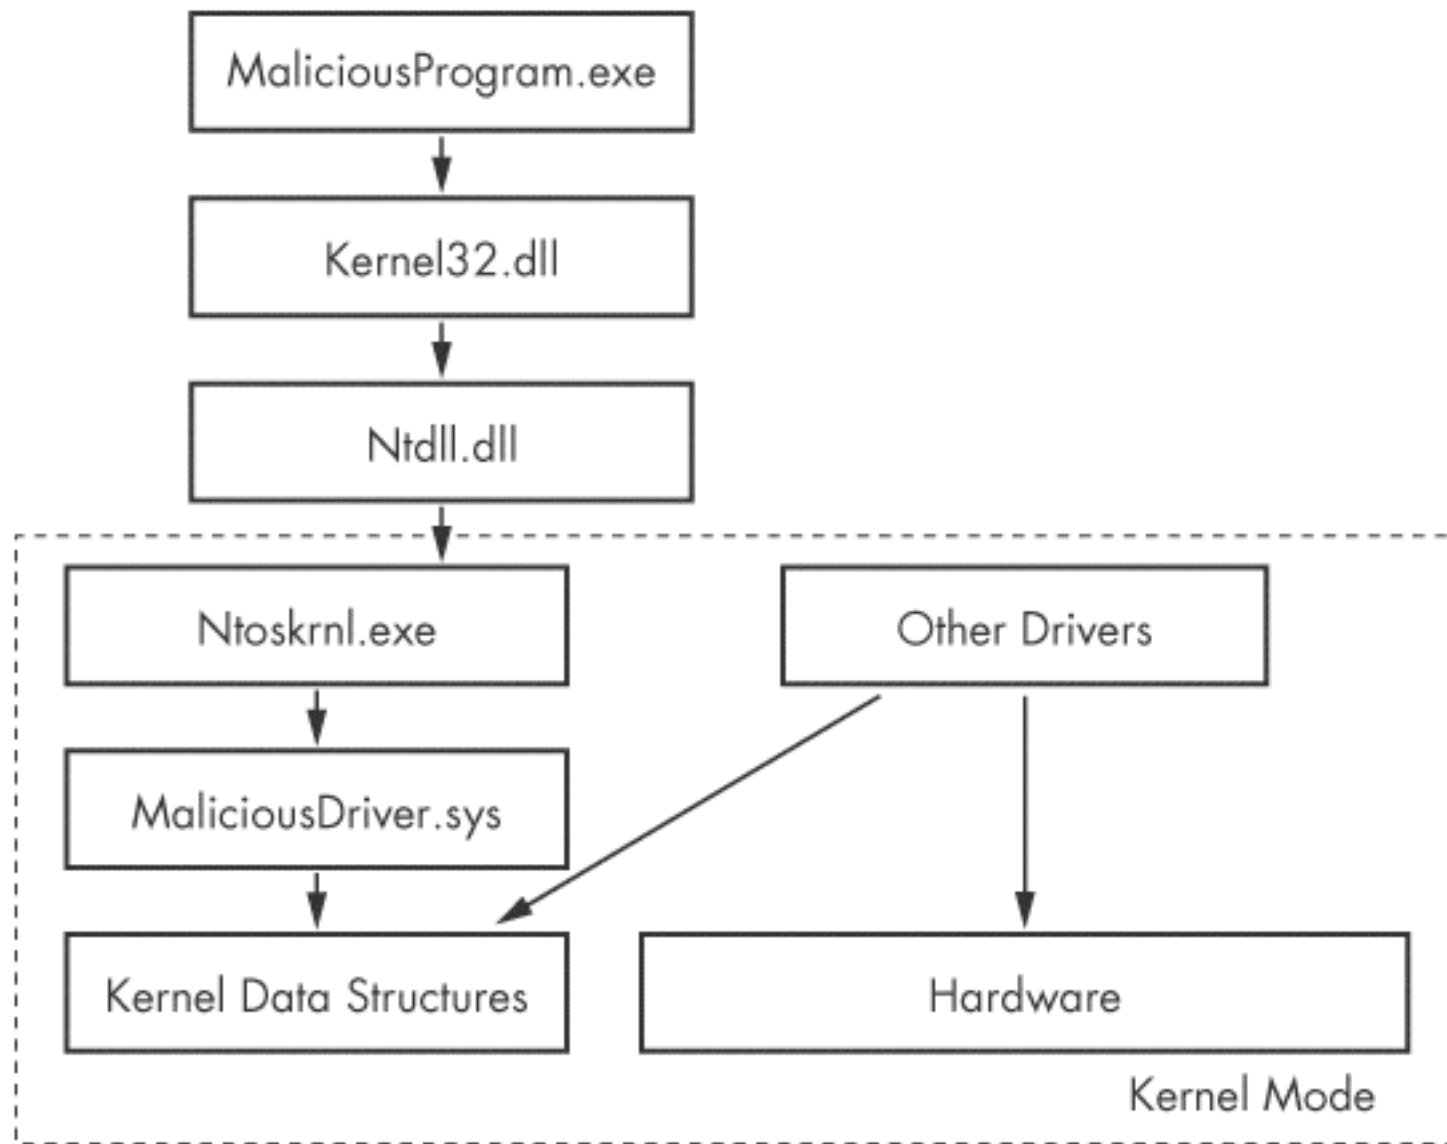 MaliciousProgram.exe
Kernel32.dll
Ntdll.dll
Ntoskrnl.exe
Other Drivers
MaliciousDriver.sys
Kernel Data Structures
Hardware
Kernel Mode